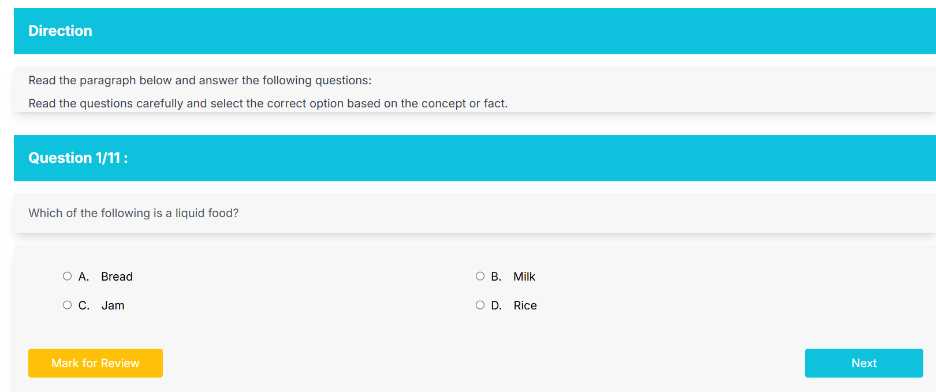 Direction
Read the paragraph below and answer the following questions:
Read the questions carefully and select the correct option based on the concept or fact.
Question 1/11 :
Which of the following is a liquid food?
A. Bread
B. Milk
C. Jam
D. Rice
Mark for Review
Next